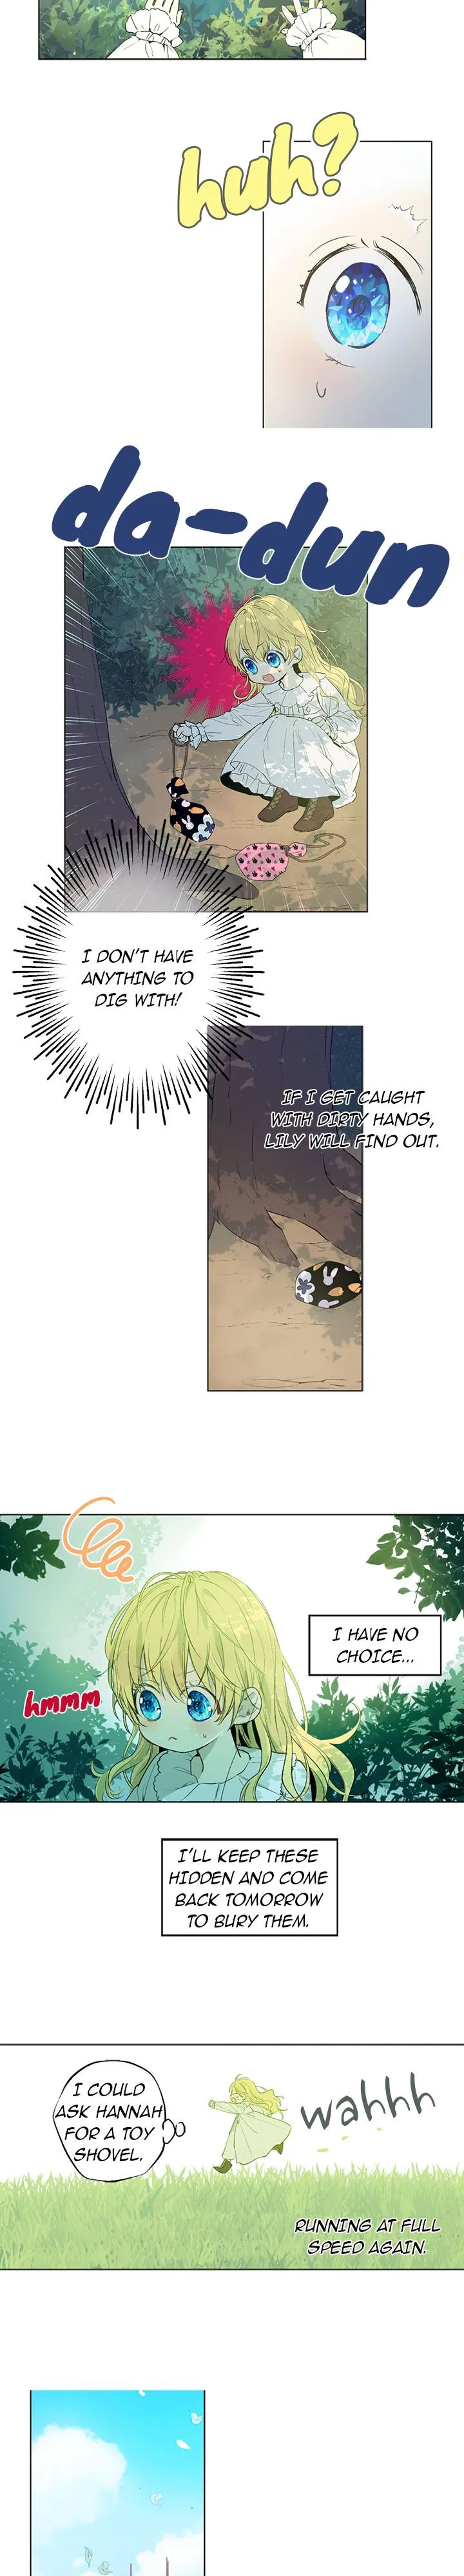 huh?
da-dun
I DON'T HAVE
ANYTHING TO
DIG WITH!
IF I GET CAUGHT
WITH DIRTY HANDS,
LILY WILL FIND OUT.
I HAVE NO
CHOICE...
hmmm
I'LL KEEP THESE
HIDDEN AND COME
BACK TOMORROW
TO BURY THEM.
I COULD
ASK HANNAH
FOR A TOY
SHOVEL.
wahhh
RUNNING AT FULL
SPEED AGAIN.